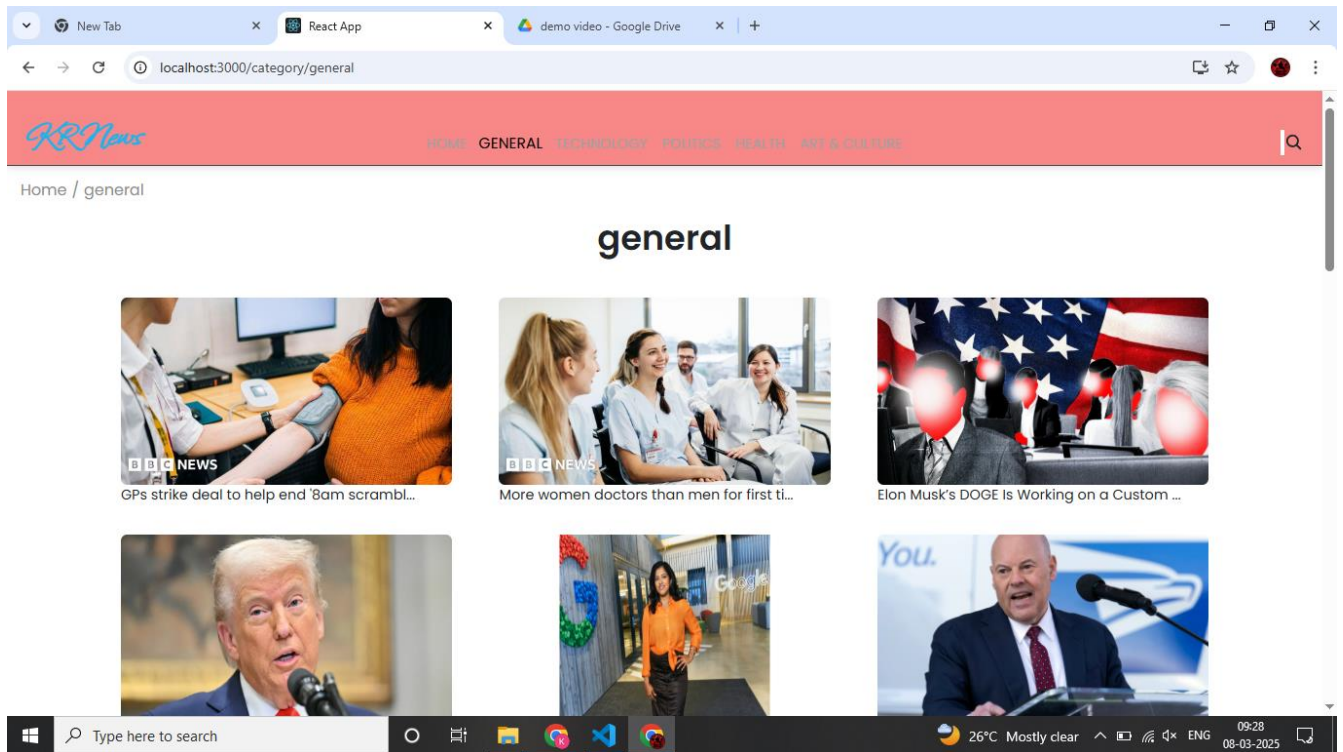 New Tab
React App
demo video - Google Drive
localhost:3000/category/general
KRNews
HOME GENERAL TECHNOLOGY POLITICS HEALTH ART & CULTURE
Home / general
general
BBC NEWS
GPs strike deal to help end '8am scrambl...
BBC NEWS
More women doctors than men for first ti...
Elon Musk's DOGE Is Working on a Custom ...
Google
You.
Type here to search
26°C Mostly clear
ENG
09:28
08-03-2025